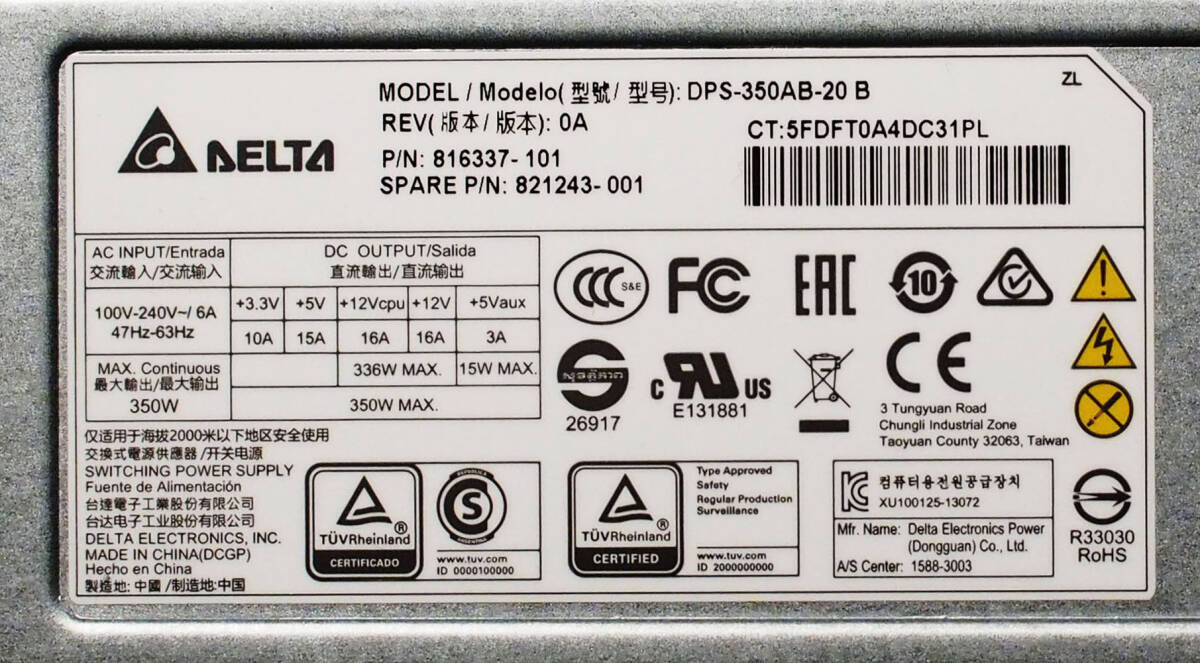 ZL
MODEL / Modelo( 型號/ 型号): DPS-350AB-20 B
REV( 版本/ 版本): 0A
CT:5FDFT0A4DC31PL
DELTA
P/N: 816337-101
SPARE P/N: 821243-001
AC INPUT/Entrada
交流輸入/交流输入
DC OUTPUT/Salida
直流輸出/直流输出
100V-240V~/ 6A
47Hz-63Hz
+3.3V +5V +12Vcpu +12V +5Vaux
10A 15A 16A 16A 3A
MAX. Continuous
最大輸出/最大输出
350W
336W MAX. 15W MAX.
350W MAX.
CCC S&E
FC
EAC
10
26917
c RU US
E131881
CE
3 Tungyuan Road
Chungli Industrial Zone
Taoyuan County 32063, Taiwan
仅适用于海拔2000米以下地区安全使用
交換式電源供應器/开关电源
SWITCHING POWER SUPPLY
Fuente de Alimentación
台達電子工業股份有限公司
台达电子工业股份有限公司
DELTA ELECTRONICS, INC.
MADE IN CHINA(DCGP)
Hecho en China
製造地: 中國 /制造地:中国
TÜVRheinland®
CERTIFICADO
REPUBLICA
S
ARGENTINA
www.tuv.com
ID 0000100000
TÜVRheinland®
CERTIFIED
Type Approved
Safety
Regular Production
Surveillance
www.tuv.com
ID 2000000000
컴퓨터용전원공급장치
XU100125-13072
Mfr. Name: Delta Electronics Power
(Dongguan) Co., Ltd.
A/S Center: 1588-3003
R33030
RoHS